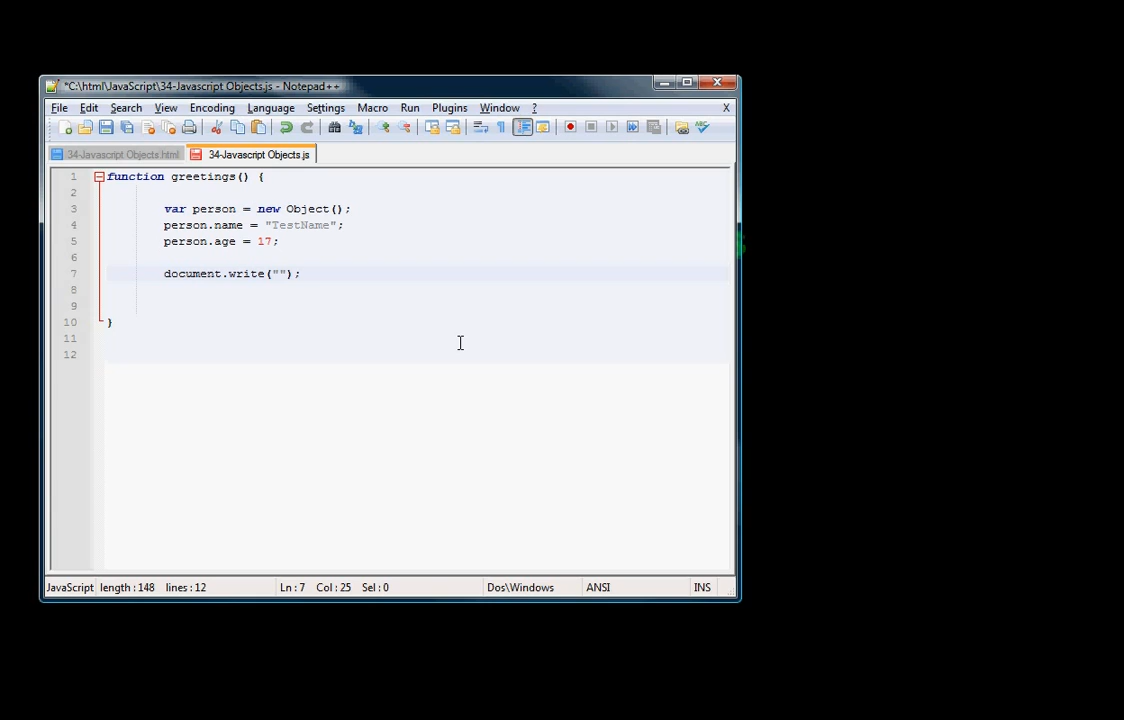 *C:\html\JavaScript\34-Javascript Objects.js - Notepad++
File Edit Search View Encoding Language Settings Macro Run Plugins Window ? X
34-Javascript Objects.html 34-Javascript Objects.js
1 function greetings() {
2
3 var person = new Object();
4 person.name = "TestName";
5 person.age = 17;
6
7 document.write("");
8
9
10 }
11
12
JavaScript length : 148 lines : 12 Ln : 7 Col : 25 Sel : 0 Dos\Windows ANSI INS